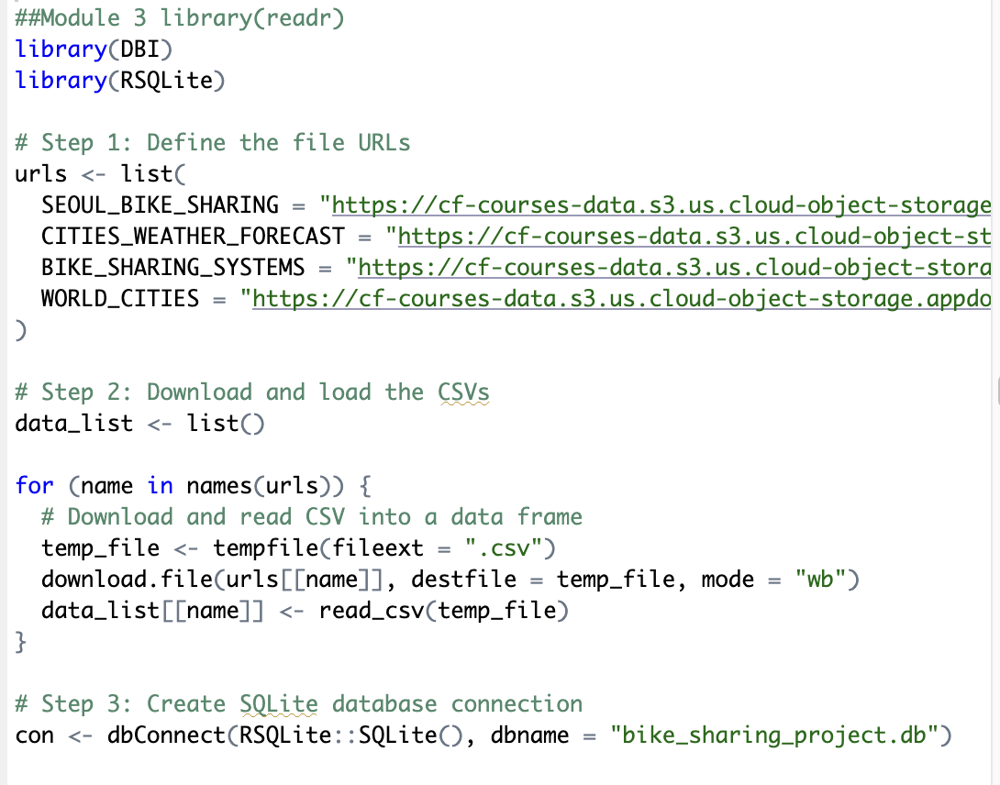 ##Module 3 library(readr)
library(DBI)
library(RSQLite)
# Step 1: Define the file URLs
urls <- list(
  SEOUL_BIKE_SHARING = "https://cf-courses-data.s3.us.cloud-object-storage
  CITIES_WEATHER_FORECAST = "https://cf-courses-data.s3.us.cloud-object-st
  BIKE_SHARING_SYSTEMS = "https://cf-courses-data.s3.us.cloud-object-stora
  WORLD_CITIES = "https://cf-courses-data.s3.us.cloud-object-storage.appdo
)
# Step 2: Download and load the CSVs
data_list <- list()
for (name in names(urls)) {
  # Download and read CSV into a data frame
  temp_file <- tempfile(fileext = ".csv")
  download.file(urls[[name]], destfile = temp_file, mode = "wb")
  data_list[[name]] <- read_csv(temp_file)
}
# Step 3: Create SQLite database connection
con <- dbConnect(RSQLite::SQLite(), dbname = "bike_sharing_project.db")